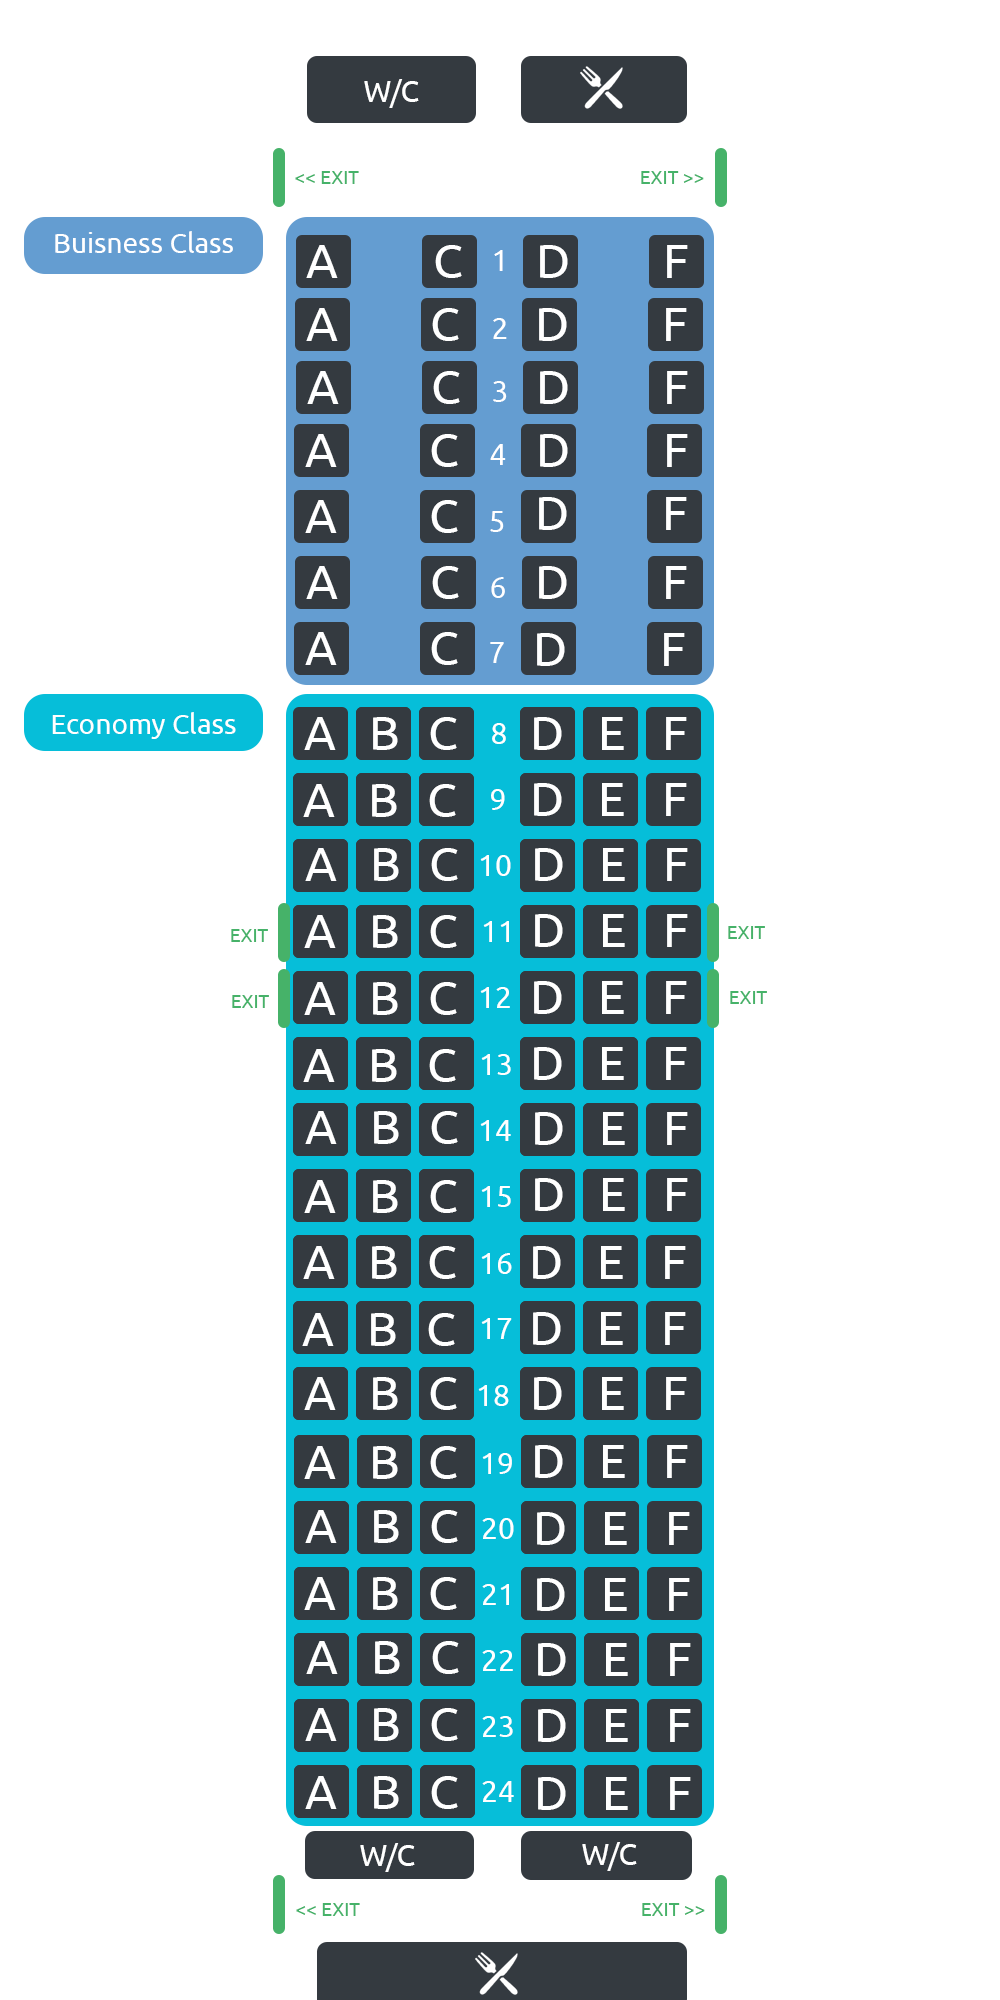 W/C
<< EXIT EXIT >>
Buisness Class
A C 1 D F
A C 2 D F
A C 3 D F
A C 4 D F
A C 5 D F
A C 6 D F
A C 7 D F
Economy Class
A B C 8 D E F
A B C 9 D E F
A B C 10 D E F
EXIT A B C 11 D E F EXIT
EXIT A B C 12 D E F EXIT
A B C 13 D E F
A B C 14 D E F
A B C 15 D E F
A B C 16 D E F
A B C 17 D E F
A B C 18 D E F
A B C 19 D E F
A B C 20 D E F
A B C 21 D E F
A B C 22 D E F
A B C 23 D E F
A B C 24 D E F
W/C W/C
<< EXIT EXIT >>